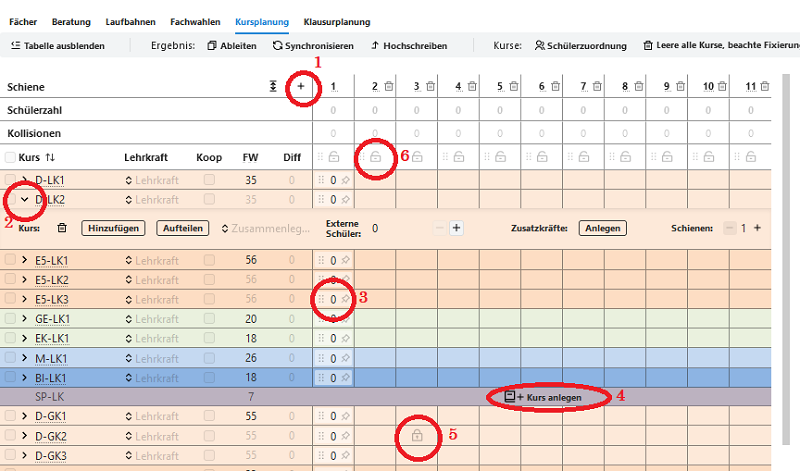 Fächer Beratung Laufbahnen Fachwahlen Kursplanung Klausurplanung
Tabelle ausblenden Ergebnis: Ableiten Synchronisieren Hochschreiben Kurse: Schülerzuordnung Leere alle Kurse, beachte Fixierun
1
Schiene + 1 2 3 4 5 6 7 8 9 10 11
Schülerzahl 0 0 0 0 0 0 0 0 0 0 0
Kollisionen 0 0 0 0 0 0 0 0 0 0 0
Kurs Lehrkraft Koop FW Diff 6
D-LK1 Lehrkraft 35 0 0
2 D-LK2 Lehrkraft 35 0 0
Kurs: Hinzufügen Aufteilen Zusammenleg... Externe Schüler: 0 − + Zusatzkräfte: Anlegen Schienen: − 1 +
E5-LK1 Lehrkraft 56 0 0
E5-LK2 Lehrkraft 56 0 0
E5-LK3 Lehrkraft 56 0 0 3
GE-LK1 Lehrkraft 20 0 0
EK-LK1 Lehrkraft 18 0 0
M-LK1 Lehrkraft 26 0 0
BI-LK1 Lehrkraft 18 0 0
SP-LK 7 + Kurs anlegen 4
D-GK1 Lehrkraft 55 0 0
D-GK2 Lehrkraft 55 0 0 5
D-GK3 Lehrkraft 55 0 0